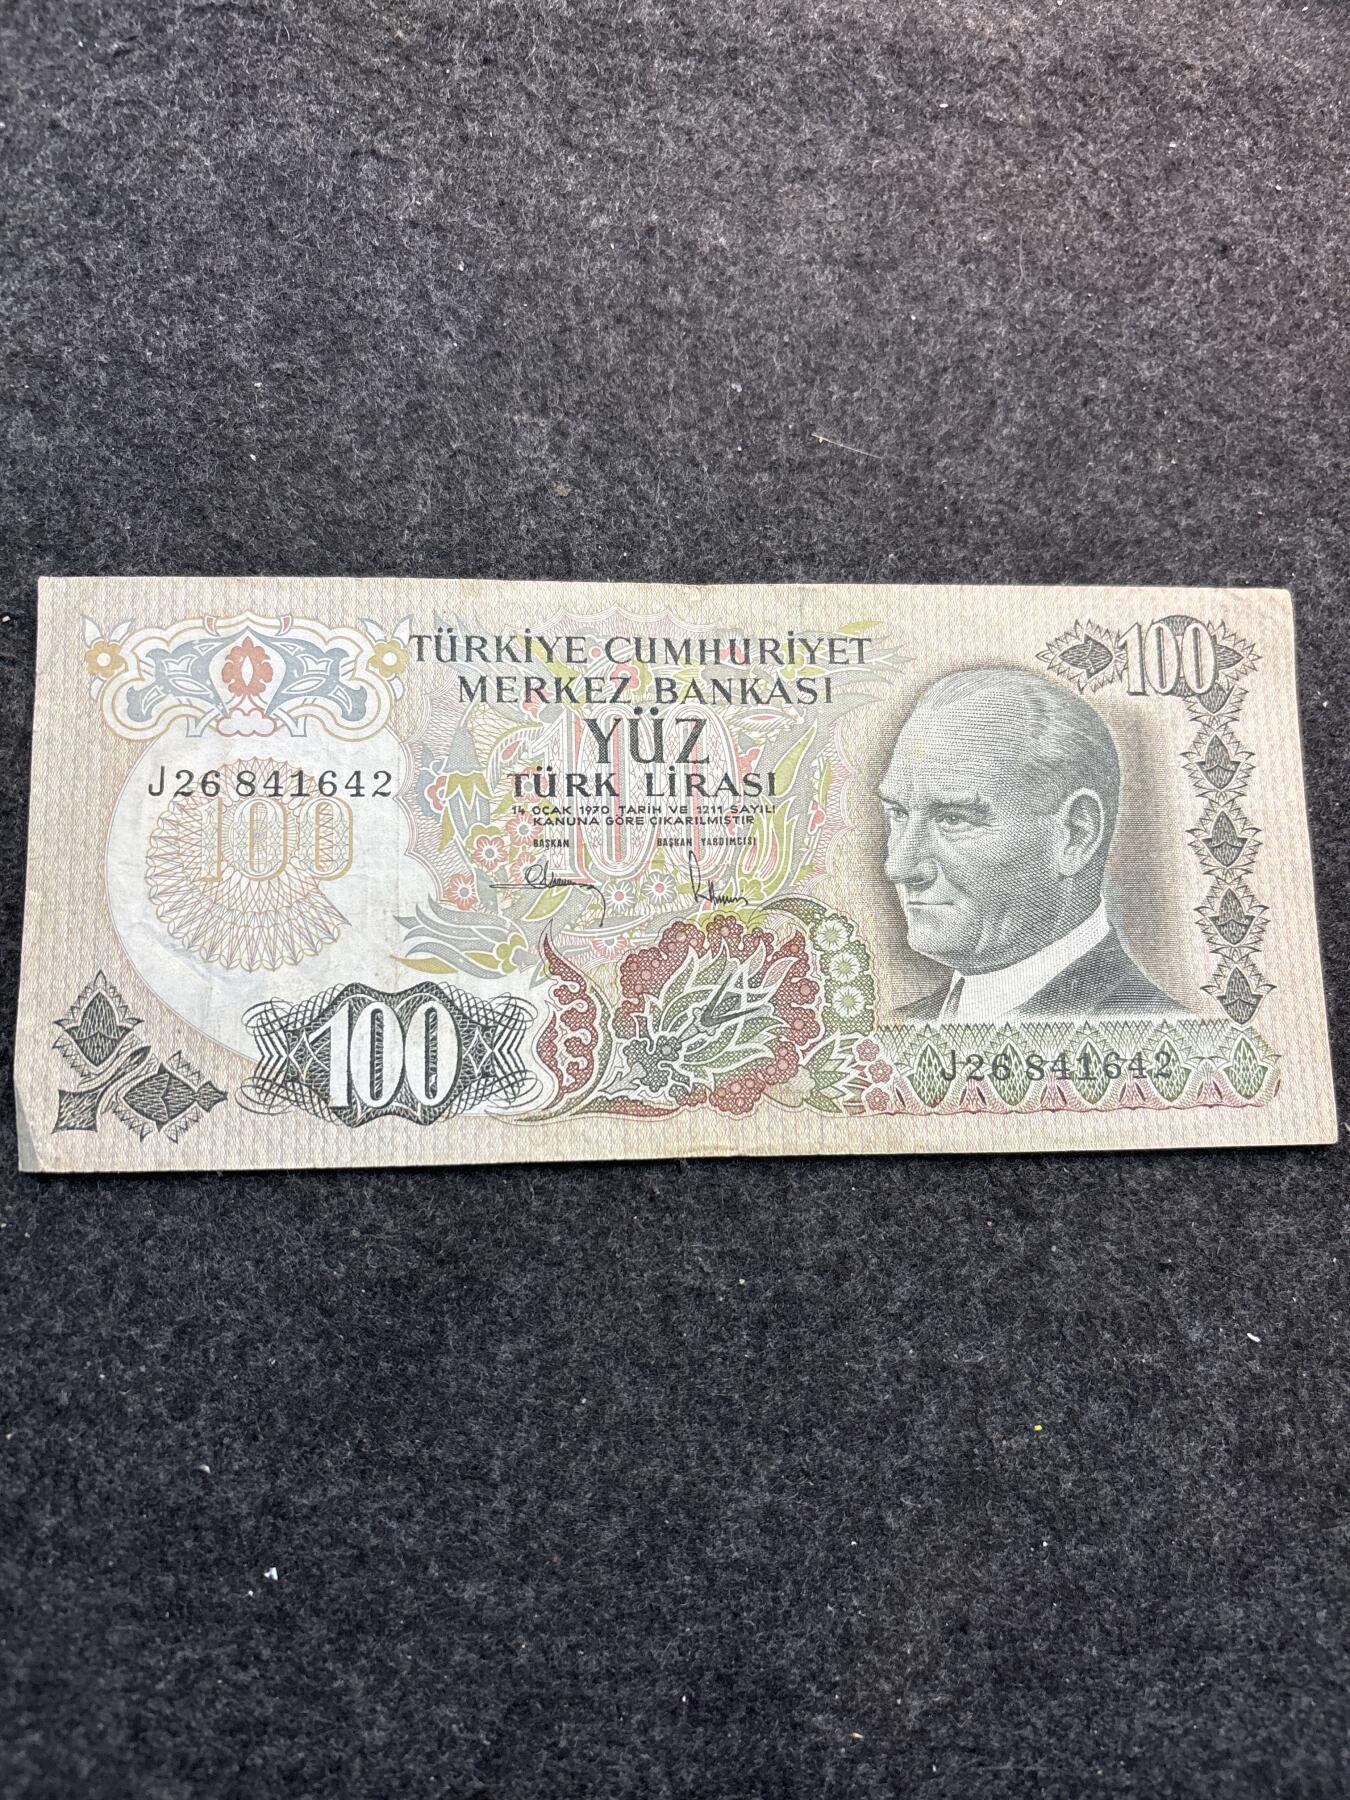 TÜRKİYE CUMHURİYET
MERKEZ BANKASI
100
YÜZ
TÜRK LİRASI
J26 841642
100
100
14 OCAK 1970 TARİH VE 1211 SAYILI
KANUNA GÖRE ÇIKARILMIŞTIR
BAŞKAN BAŞKAN YARDIMCISI
100
J26 841642